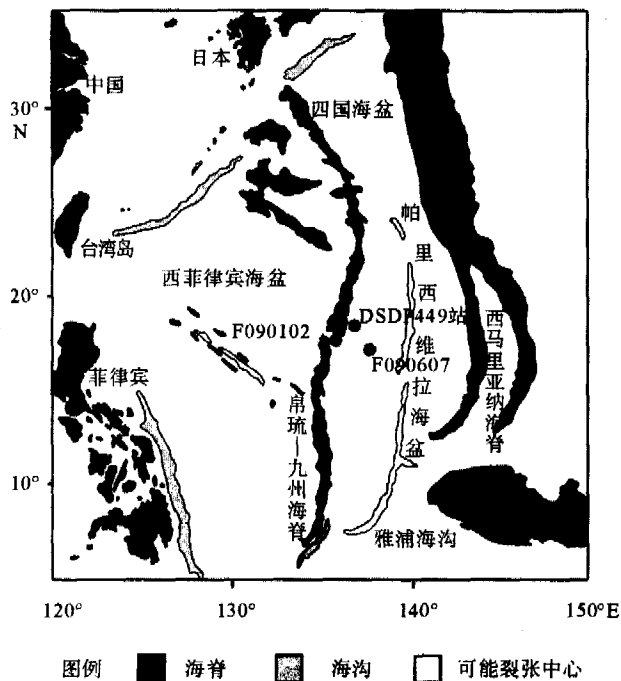 日本
中国
四国海盆
30°
N
帕里西维拉海盆
台湾岛
西菲律宾海盆
20°
DSDP449站
F090102
F080607
西马里亚纳海脊
菲律宾
帛琉—九州海脊
10°
雅浦海沟
120°
130°
140°
150°E
图例
海脊
海沟
可能裂张中心